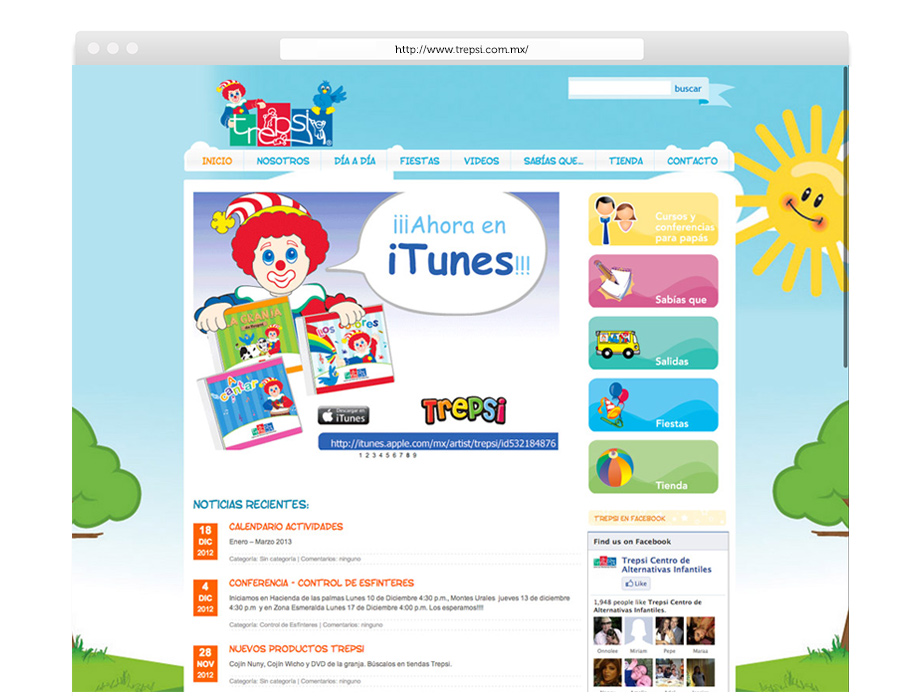 http://www.trepsi.com.mx/
buscar
trepsi
INICIO NOSOTROS DÍA A DÍA FIESTAS VIDEOS SABÍAS QUE... TIENDA CONTACTO
¡¡¡Ahora en
iTunes!!!
LA GRANJA
de Trepsi
los colores
A
cantar
Descargar en
iTunes
TREPSI
http://itunes.apple.com/mx/artist/trepsi/id532184876
1 2 3 4 5 6 7 8 9
Cursos y
conferencias
para papás
Sabías que
Salidas
Fiestas
Tienda
NOTICIAS RECIENTES:
18
DIC
2012
CALENDARIO ACTIVIDADES
Enero – Marzo 2013
Categoría: Sin categoría | Comentarios: ninguno
4
DIC
2012
CONFERENCIA - CONTROL DE ESFINTERES
Iniciamos en Hacienda de las palmas Lunes 10 de Diciembre 4:30 p.m., Montes Urales jueves 13 de diciembre
4:30 p.m y en Zona Esmeralda Lunes 17 de Diciembre 4:00 p.m. Los esperamos!!!!
Categoría: Control de Esfínteres | Comentarios: ninguno
28
NOV
2012
NUEVOS PRODUCTOS TREPSI
Cojín Nuny, Cojín Wicho y DVD de la granja. Búscalos en tiendas Trepsi.
Categoría: Sin categoría | Comentarios: ninguno
TREPSI EN FACEBOOK
Find us on Facebook
Trepsi Centro de
Alternativas Infantiles
Like
1,948 people like Trepsi Centro de
Alternativas Infantiles.
Onnolee Miriam Pepe Maisa